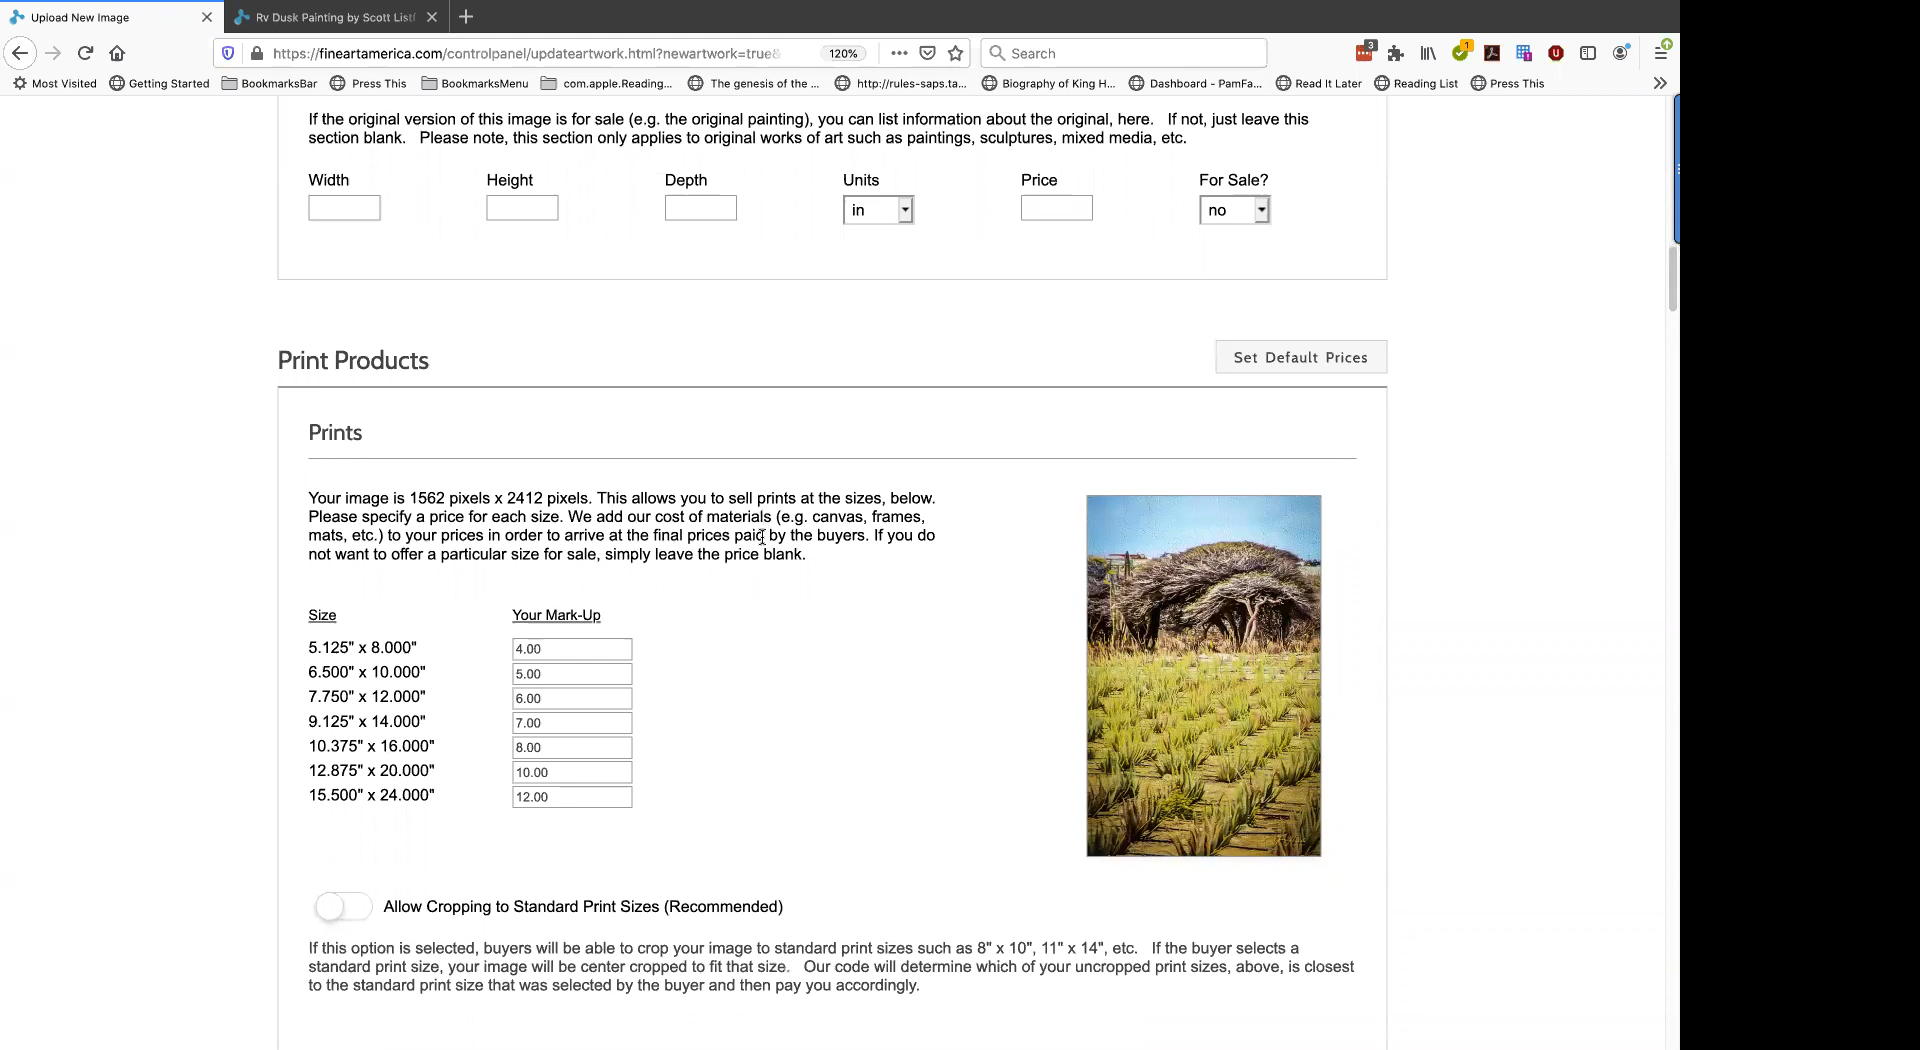 Upload New Image
Rv Dusk Painting by Scott List
https://fineartamerica.com/controlpanel/updateartwork.html?newartwork=true&
120%
Search
3
1
Most Visited
Getting Started
BookmarksBar
Press This
BookmarksMenu
com.apple.Reading...
The genesis of the ...
http://rules-saps.ta...
Biography of King H...
Dashboard - PamFa...
Read It Later
Reading List
Press This
If the original version of this image is for sale (e.g. the original painting), you can list information about the original, here. If not, just leave this
section blank. Please note, this section only applies to original works of art such as paintings, sculptures, mixed media, etc.
Width Height Depth Units Price For Sale?
in no
Print Products
Set Default Prices
Prints
Your image is 1562 pixels x 2412 pixels. This allows you to sell prints at the sizes, below.
Please specify a price for each size. We add our cost of materials (e.g. canvas, frames,
mats, etc.) to your prices in order to arrive at the final prices paid by the buyers. If you do
not want to offer a particular size for sale, simply leave the price blank.
Size Your Mark-Up
5.125" x 8.000" 4.00
6.500" x 10.000" 5.00
7.750" x 12.000" 6.00
9.125" x 14.000" 7.00
10.375" x 16.000" 8.00
12.875" x 20.000" 10.00
15.500" x 24.000" 12.00
Allow Cropping to Standard Print Sizes (Recommended)
If this option is selected, buyers will be able to crop your image to standard print sizes such as 8" x 10", 11" x 14", etc. If the buyer selects a
standard print size, your image will be center cropped to fit that size. Our code will determine which of your uncropped print sizes, above, is closest
to the standard print size that was selected by the buyer and then pay you accordingly.